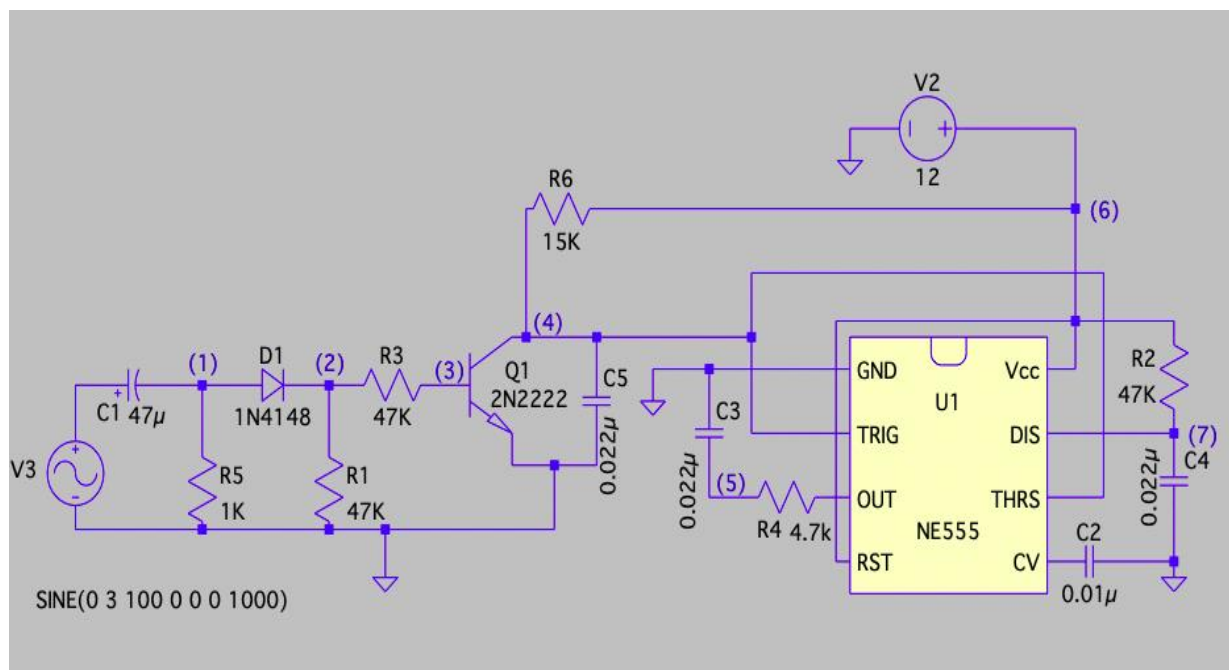 V2
12
R6
15K
(6)
(4)
(1)
D1
(2)
R3
(3)
Q1
2N2222
C5
0.022µ
C1
+
47µ
1N4148
47K
V3
R5
1K
R1
47K
GND
Vcc
U1
R2
47K
C3
0.022µ
TRIG
DIS
(7)
C4
0.022µ
(5)
R4
4.7k
OUT
THRS
NE555
RST
CV
C2
0.01µ
SINE(0 3 100 0 0 0 1000)